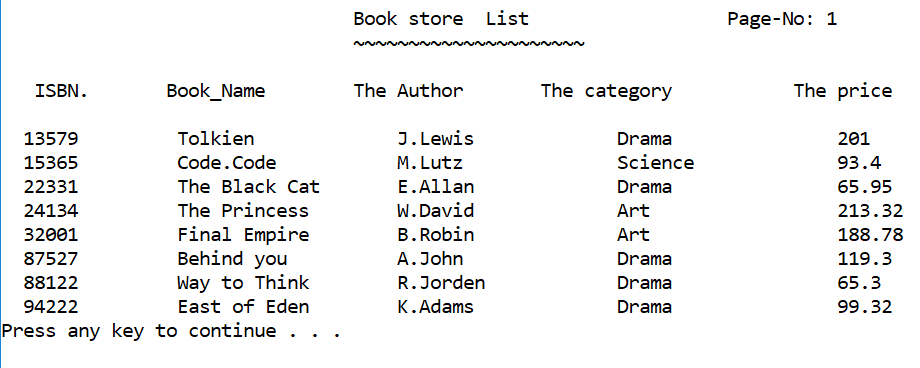 Book store  List                  Page-No: 1
~~~~~~~~~~~~~~~~~~~~~
ISBN.       Book_Name        The Author       The category           The price
13579         Tolkien             J.Lewis             Drama               201
15365         Code.Code           M.Lutz              Science             93.4
22331         The Black Cat       E.Allan             Drama               65.95
24134         The Princess        W.David             Art                 213.32
32001         Final Empire        B.Robin             Art                 188.78
87527         Behind you          A.John              Drama               119.3
88122         Way to Think        R.Jorden            Drama               65.3
94222         East of Eden        K.Adams             Drama               99.32
Press any key to continue . . .